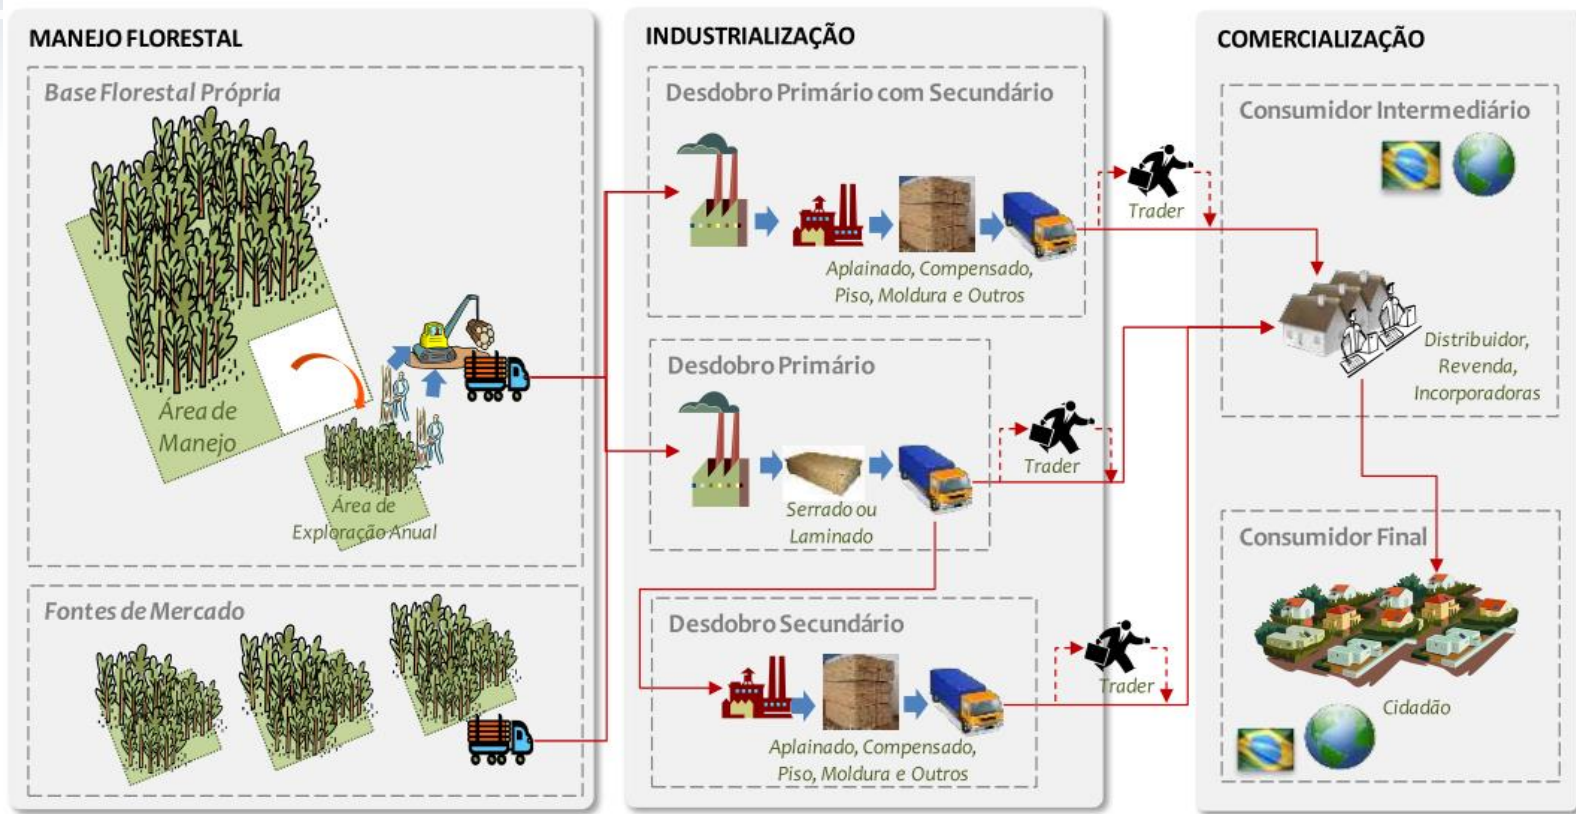 MANEJO FLORESTAL
Base Florestal Própria
Área de
Manejo
Área de
Exploração Anual
Fontes de Mercado
INDUSTRIALIZAÇÃO
Desdobro Primário com Secundário
Aplainado, Compensado,
Piso, Moldura e Outros
Trader
Desdobro Primário
Serrado ou
Laminado
Trader
Desdobro Secundário
Aplainado, Compensado,
Piso, Moldura e Outros
Trader
COMERCIALIZAÇÃO
Consumidor Intermediário
Distribuidor,
Revenda,
Incorporadoras
Consumidor Final
Cidadão